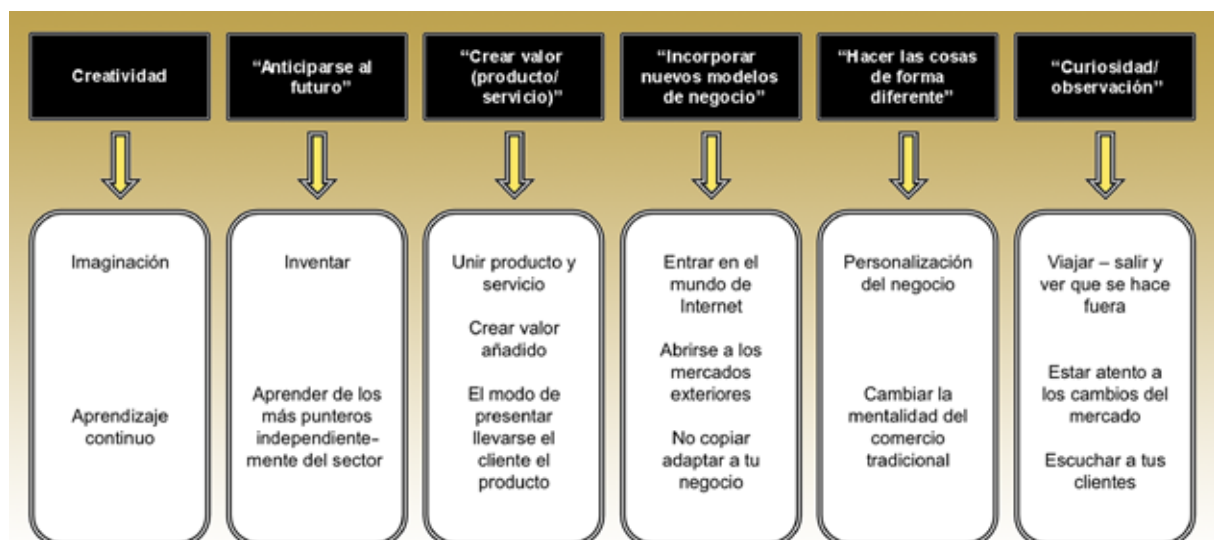 Creatividad
“Anticiparse al
futuro”
“Crear valor
(producto/
servicio)”
“Incorporar
nuevos modelos
de negocio”
“Hacer las cosas
de forma
diferente”
“Curiosidad/
observación”
Imaginación
Aprendizaje
continuo
Inventar
Aprender de los
más punteros
independiente-
mente del sector
Unir producto y
servicio
Crear valor
añadido
El modo de
presentar
llevarse el
cliente el
producto
Entrar en el
mundo de
Internet
Abrirse a los
mercados
exteriores
No copiar
adaptar a tu
negocio
Personalización
del negocio
Cambiar la
mentalidad del
comercio
tradicional
Viajar – salir y
ver que se hace
fuera
Estar atento a
los cambios del
mercado
Escuchar a tus
clientes